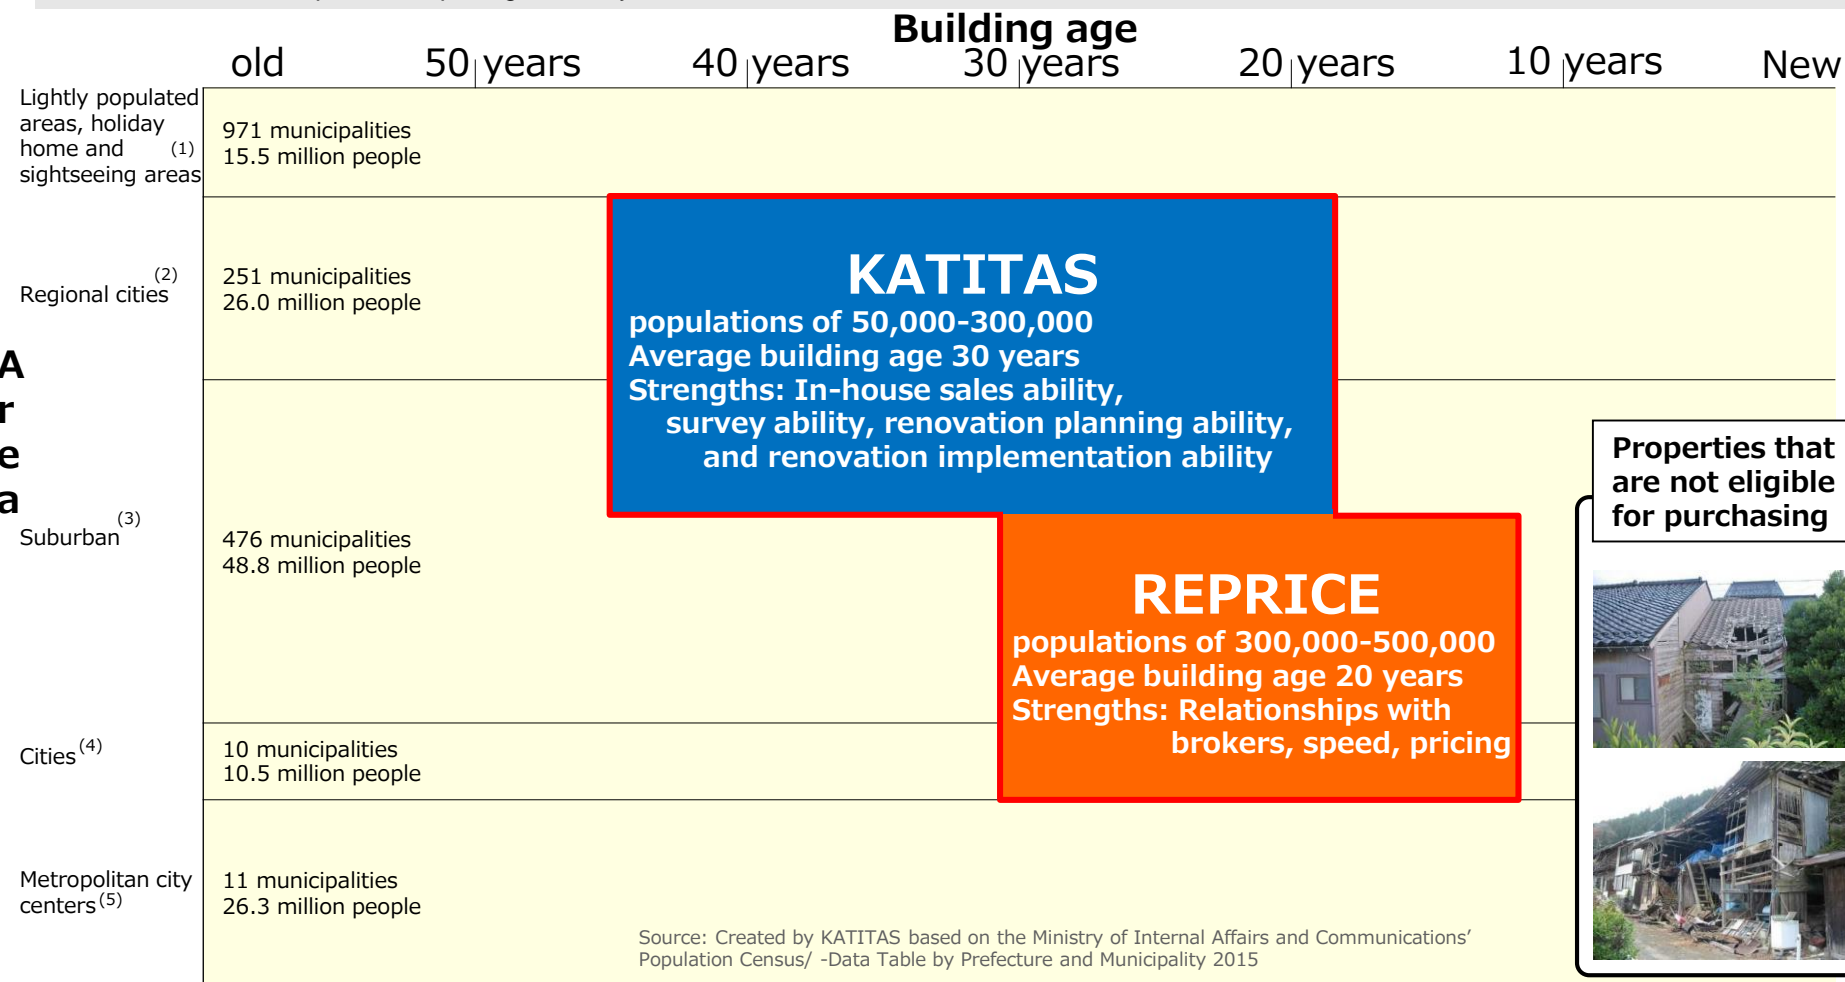 Building age
old 50 years 40 years 30 years 20 years 10 years New
Lightly populated
areas, holiday
home and (1)
sightseeing areas
971 municipalities
15.5 million people
Regional cities(2)
251 municipalities
26.0 million people
KATITAS
populations of 50,000-300,000
Average building age 30 years
Strengths: In-house sales ability,
survey ability, renovation planning ability,
and renovation implementation ability
A
r
e
a
Suburban(3)
476 municipalities
48.8 million people
Properties that
are not eligible
for purchasing
REPRICE
populations of 300,000-500,000
Average building age 20 years
Strengths: Relationships with
brokers, speed, pricing
Cities(4)
10 municipalities
10.5 million people
Metropolitan city
centers(5)
11 municipalities
26.3 million people
Source: Created by KATITAS based on the Ministry of Internal Affairs and Communications’
Population Census/ -Data Table by Prefecture and Municipality 2015